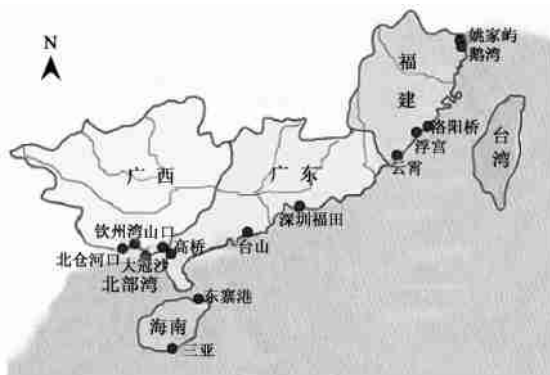 N
姚家屿
鹅湾
福
建
洛阳桥
浮宫
云霄
台
湾
广西
广东
深圳福田
台山
钦州湾
山口
高桥
北仑河口
大冠沙
北部湾
东寨港
海南
三亚